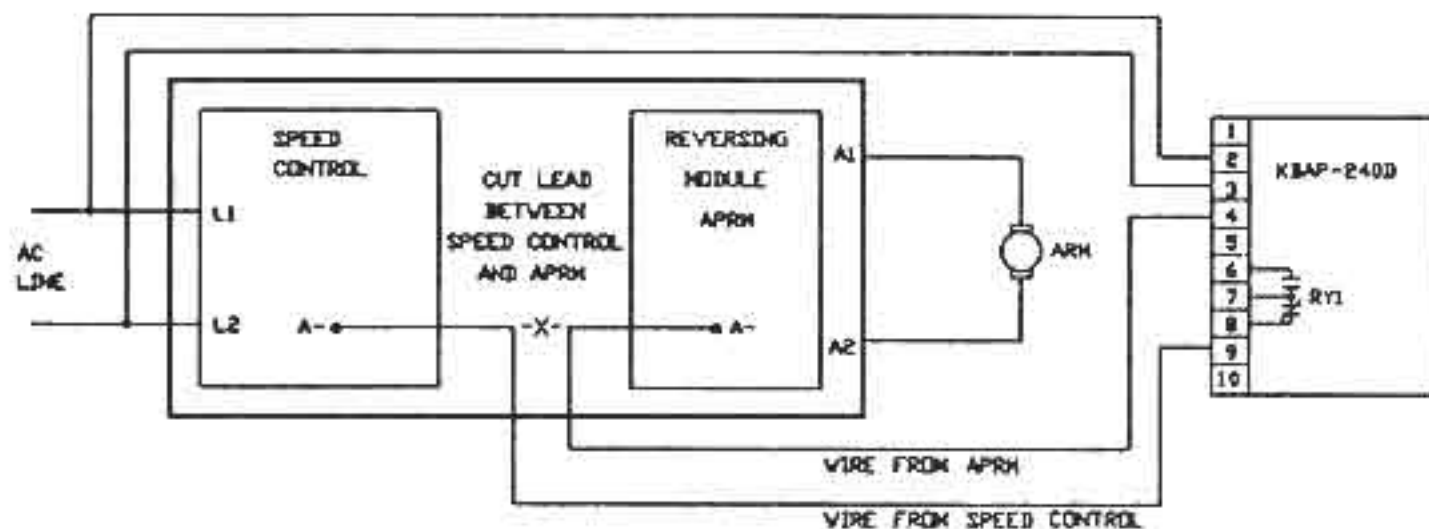 SPEED
CONTROL
L1
L2
A-
AC
LINE
CUT LEAD
BETWEEN
SPEED CONTROL
AND APRM
-X-
REVERSING
MODULE
APRM
A-
A1
A2
ARM
1
2
3
4
5
6
7
8
9
10
KBAP-240D
RY1
WIRE FROM APRM
WIRE FROM SPEED CONTROL